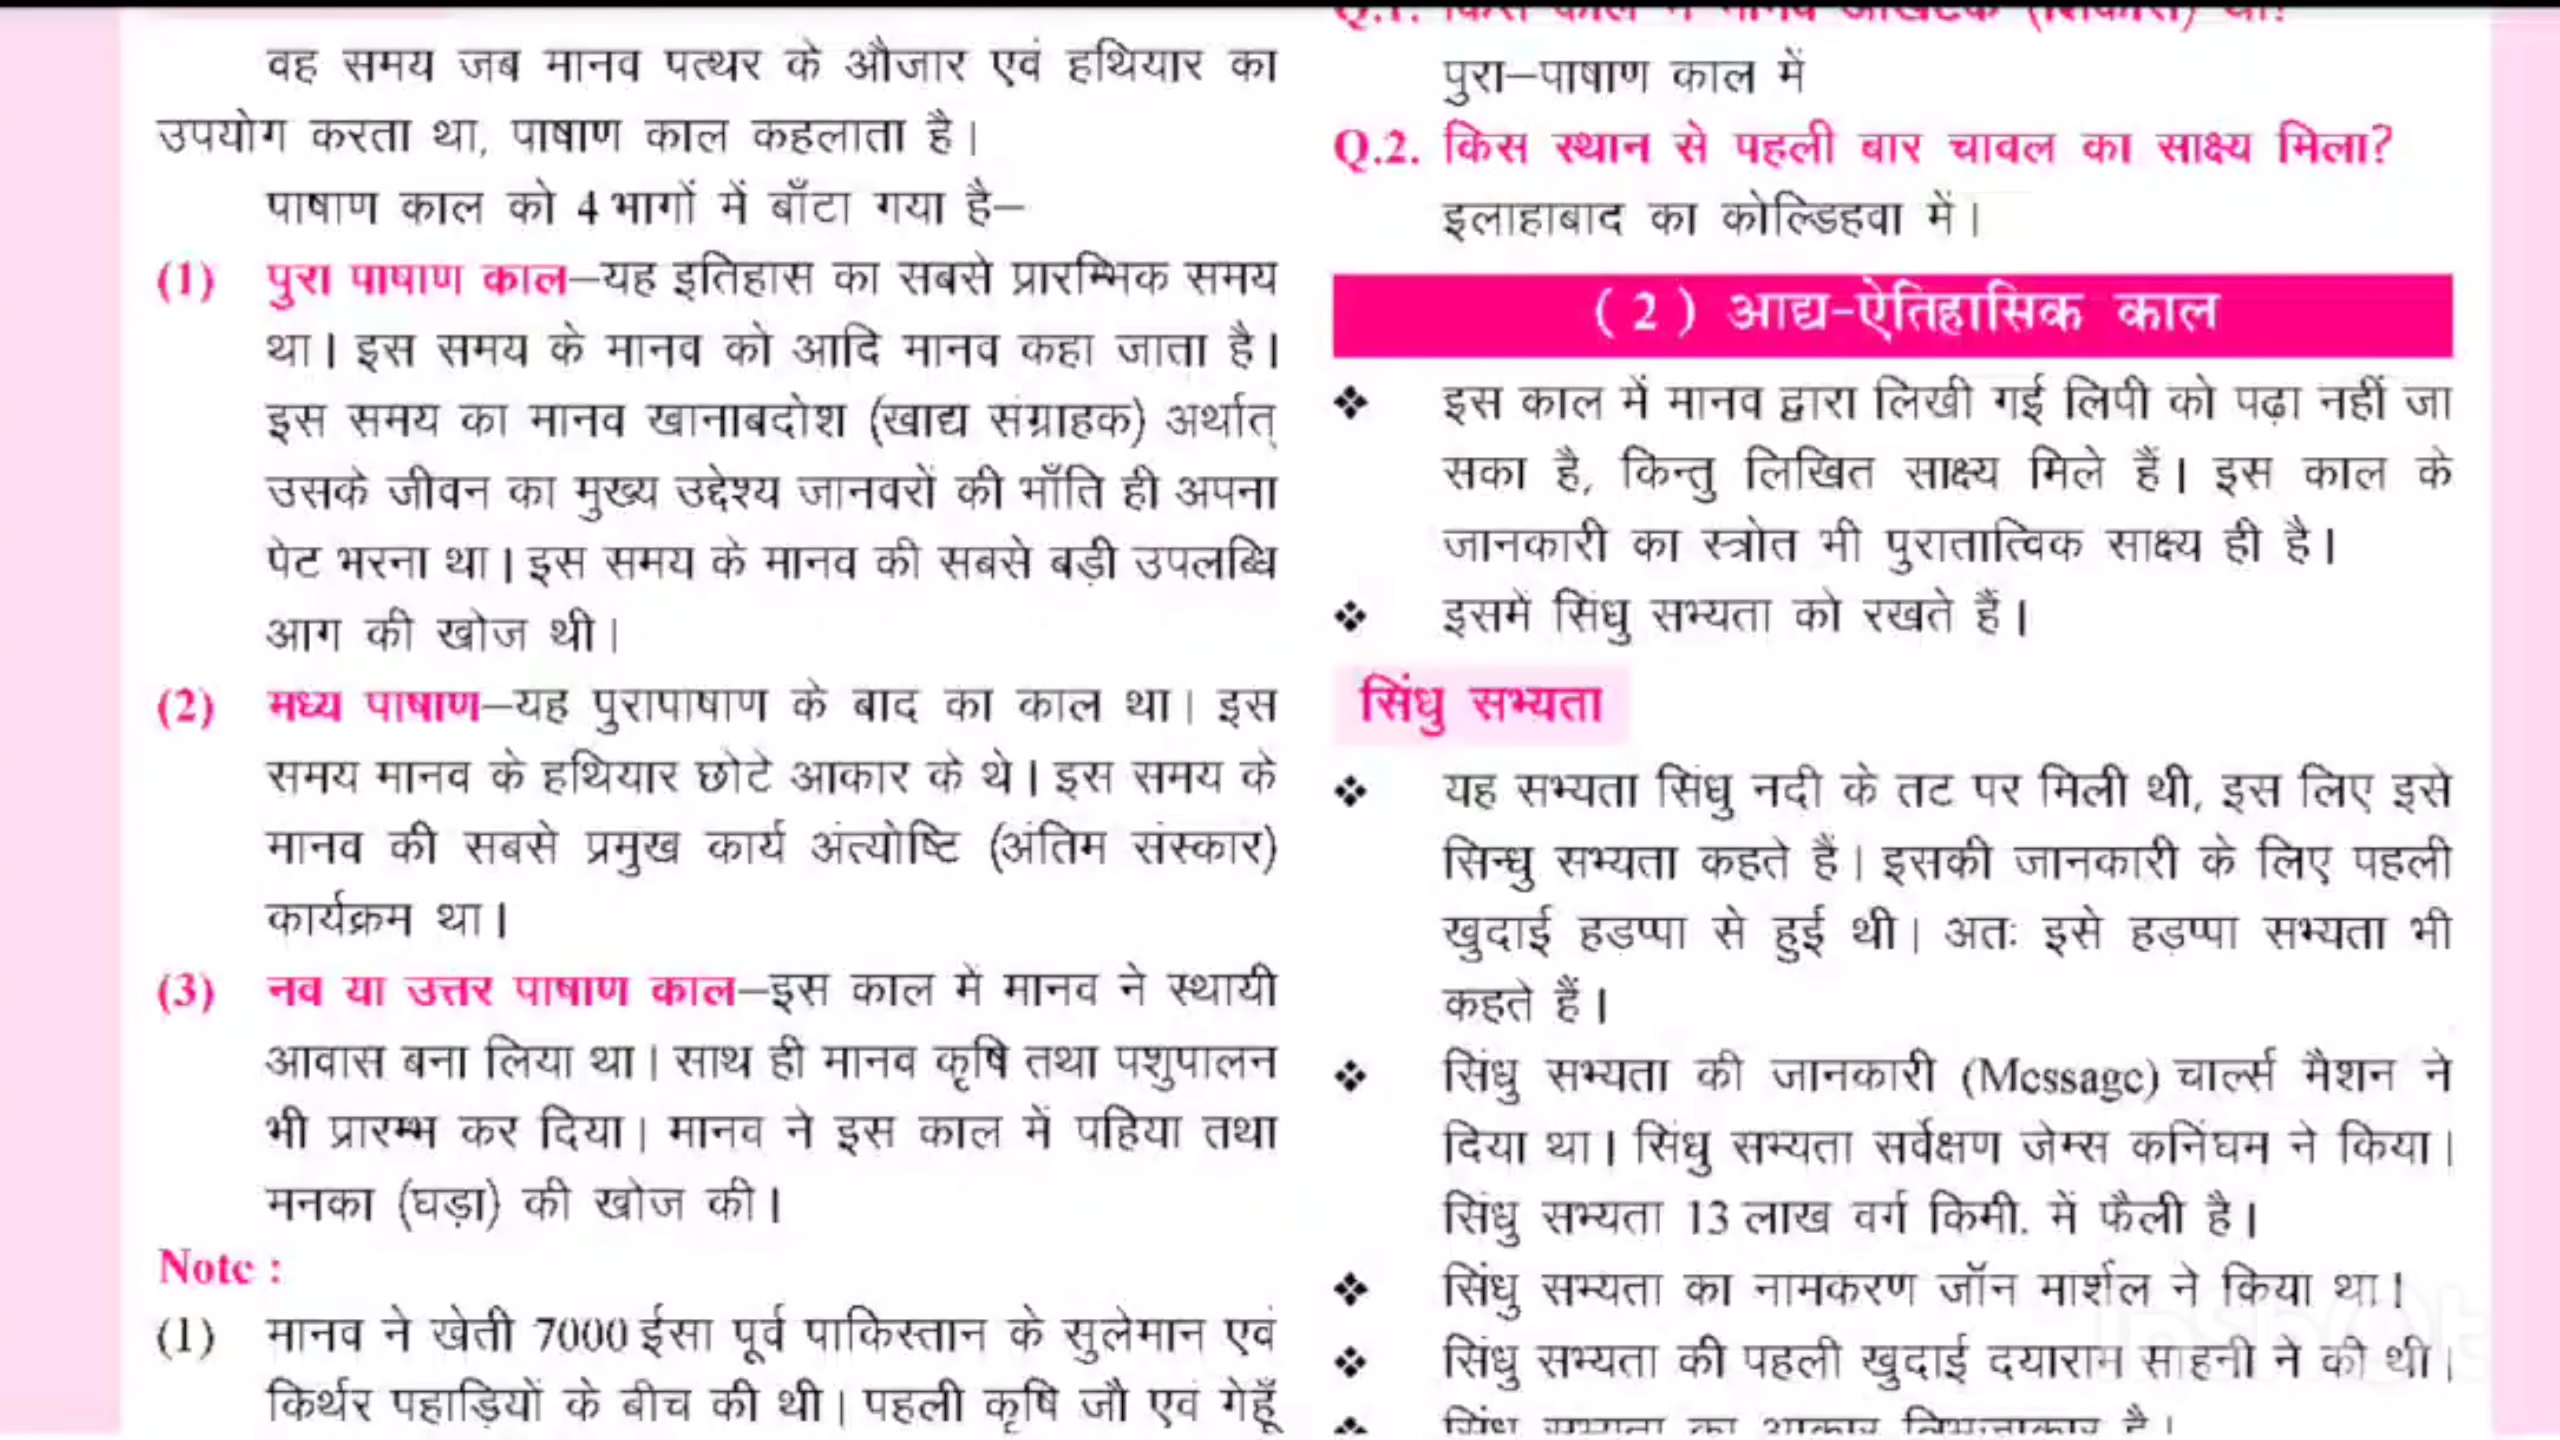 वह समय जब मानव पत्थर के औजार एवं हथियार का
उपयोग करता था, पाषाण काल कहलाता है।
पाषाण काल को 4 भागों में बाँटा गया है–
(1) पुरा पाषाण काल–यह इतिहास का सबसे प्रारम्भिक समय
था। इस समय के मानव को आदि मानव कहा जाता है।
इस समय का मानव खानाबदोश (खाद्य संग्राहक) अर्थात्
उसके जीवन का मुख्य उद्देश्य जानवरों की भाँति ही अपना
पेट भरना था। इस समय के मानव की सबसे बड़ी उपलब्धि
आग की खोज थी।
(2) मध्य पाषाण–यह पुरापाषाण के बाद का काल था। इस
समय मानव के हथियार छोटे आकार के थे। इस समय के
मानव की सबसे प्रमुख कार्य अंत्योष्टि (अंतिम संस्कार)
कार्यक्रम था।
(3) नव या उत्तर पाषाण काल–इस काल में मानव ने स्थायी
आवास बना लिया था। साथ ही मानव कृषि तथा पशुपालन
भी प्रारम्भ कर दिया। मानव ने इस काल में पहिया तथा
मनका (घड़ा) की खोज की।
Note :
(1) मानव ने खेती 7000 ईसा पूर्व पाकिस्तान के सुलेमान एवं
किर्थर पहाड़ियों के बीच की थी। पहली कृषि जौ एवं गेहूँ
Q.1. किस काल में मानव आखेटक (शिकारी) था?
पुरा–पाषाण काल में
Q.2. किस स्थान से पहली बार चावल का साक्ष्य मिला?
इलाहाबाद का कोल्डिहवा में।
( 2 ) आद्य-ऐतिहासिक काल
❖ इस काल में मानव द्वारा लिखी गई लिपी को पढ़ा नहीं जा
सका है, किन्तु लिखित साक्ष्य मिले हैं। इस काल के
जानकारी का स्त्रोत भी पुरातात्विक साक्ष्य ही है।
❖ इसमें सिंधु सभ्यता को रखते हैं।
सिंधु सभ्यता
❖ यह सभ्यता सिंधु नदी के तट पर मिली थी, इस लिए इसे
सिन्धु सभ्यता कहते हैं। इसकी जानकारी के लिए पहली
खुदाई हडप्पा से हुई थी। अतः इसे हड़प्पा सभ्यता भी
कहते हैं।
❖ सिंधु सभ्यता की जानकारी (Message) चार्ल्स मैशन ने
दिया था। सिंधु सभ्यता सर्वेक्षण जेम्स कनिंघम ने किया।
सिंधु सभ्यता 13 लाख वर्ग किमी. में फैली है।
❖ सिंधु सभ्यता का नामकरण जॉन मार्शल ने किया था।
❖ सिंधु सभ्यता की पहली खुदाई दयाराम साहनी ने की थी।
❖ सिंधु सभ्यता का आकार त्रिभुजाकार है।